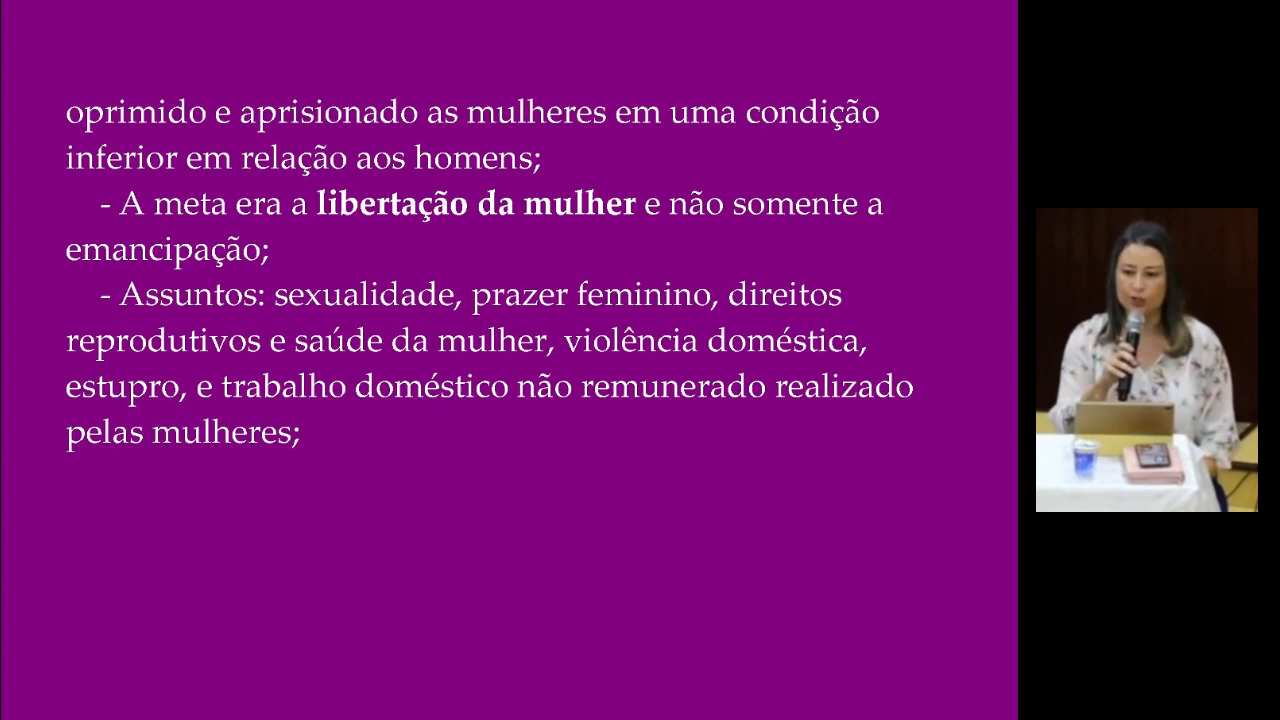 oprimido e aprisionado as mulheres em uma condição
inferior em relação aos homens;
- A meta era a libertação da mulher e não somente a
emancipação;
- Assuntos: sexualidade, prazer feminino, direitos
reprodutivos e saúde da mulher, violência doméstica,
estupro, e trabalho doméstico não remunerado realizado
pelas mulheres;